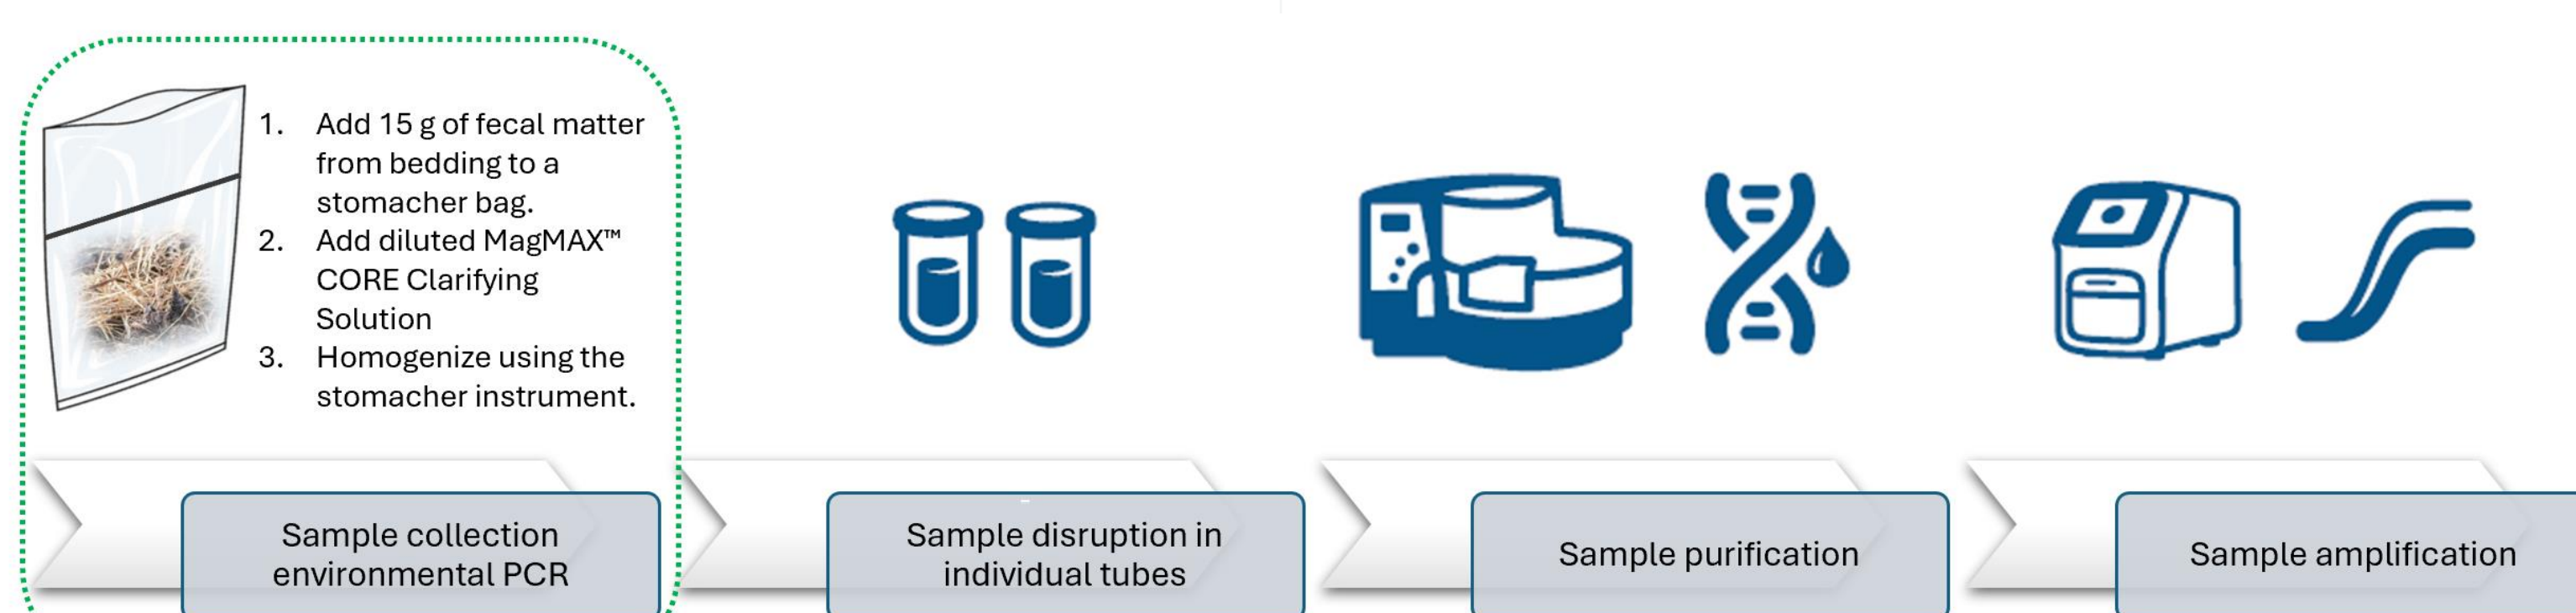 1. Add 15 g of fecal matter
from bedding to a
stomacher bag.
2. Add diluted MagMAX™
CORE Clarifying
Solution
3. Homogenize using the
stomacher instrument.
Sample collection
environmental PCR
Sample disruption in
individual tubes
Sample purification
Sample amplification